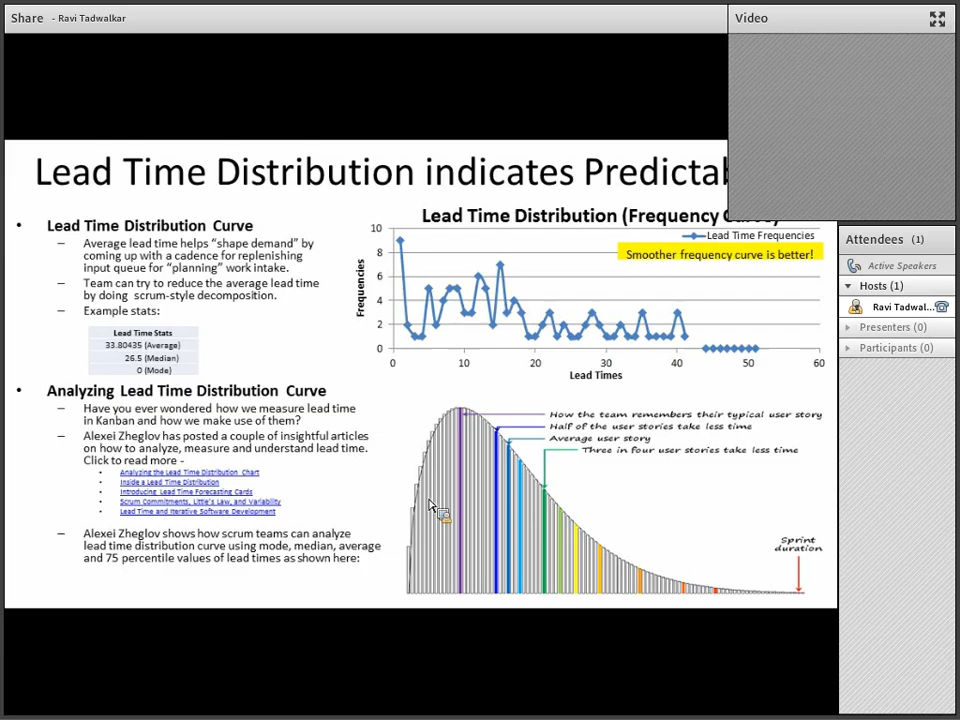 Share - Ravi Tadwalkar
Video
Lead Time Distribution indicates
Lead Time Distribution Curve
– Average lead time helps “shape demand” by
coming up with a cadence for replenishing
input queue for “planning” work intake.
– Team can try to reduce the average lead time
by doing scrum-style decomposition.
– Example stats:
Lead Time Stats
33.80435 (Average)
26.5 (Median)
0 (Mode)
• Analyzing Lead Time Distribution Curve
– Have you ever wondered how we measure lead time
in Kanban and how we make use of them?
– Alexei Zheglov has posted a couple of insightful articles
on how to analyze, measure and understand lead time.
Click to read more -
• Analyzing the Lead Time Distribution Chart
• Inside a Lead Time Distribution
• Introducing Lead Time Forecasting Cards
• Scrum Commitments, Little's Law, and Variability
• Lead Time and Iterative Software Development
– Alexei Zheglov shows how scrum teams can analyze
lead time distribution curve using mode, median, average
and 75 percentile values of lead times as shown here:
Lead Time Distribution (Frequency
Lead Time Frequencies
Smoother frequency curve is better!
Frequencies
10
8
6
4
2
0
0 10 20 30 40 50 60
Lead Times
How the team remembers their typical user story
Half of the user stories take less time
Average user story
Three in four user stories take less time
Sprint
duration
Attendees (1)
Active Speakers
Hosts (1)
Ravi Tadwal...
Presenters (0)
Participants (0)